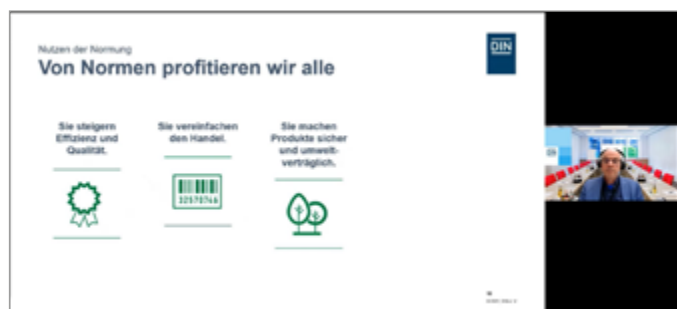 Nutzen der Normung
Von Normen profitieren wir alle
DIN
Sie steigern
Effizienz und
Qualität.
Sie vereinfachen
den Handel.
Sie machen
Produkte sicher
und umwelt-
verträglich.
32570746